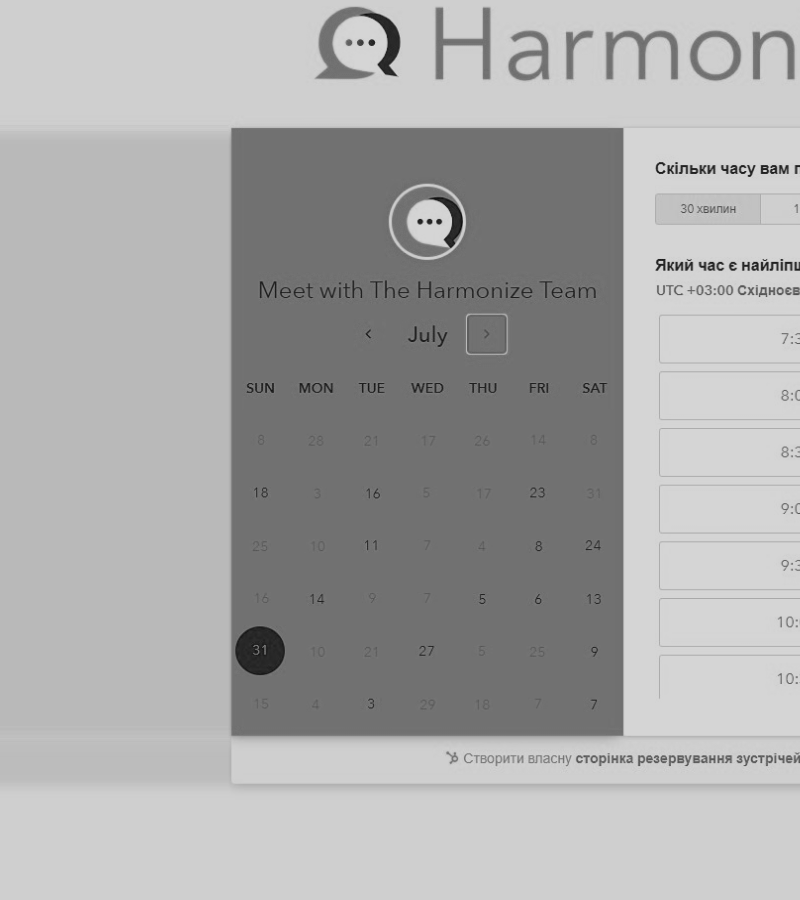 Harmon
Meet with The Harmonize Team
July
SUN MON TUE WED THU FRI SAT
8 28 21 17 26 14 8
18 3 16 5 17 23 31
25 10 11 7 4 8 24
16 14 9 7 5 6 13
31 10 21 27 5 25 9
15 4 3 29 18 7 7
Скільки часу вам п
30 хвилин 1
Який час є найліпш
UTC +03:00 Східноєв
7:3
8:0
8:3
9:0
9:3
10:
10:
Створити власну сторінка резервування зустрічей